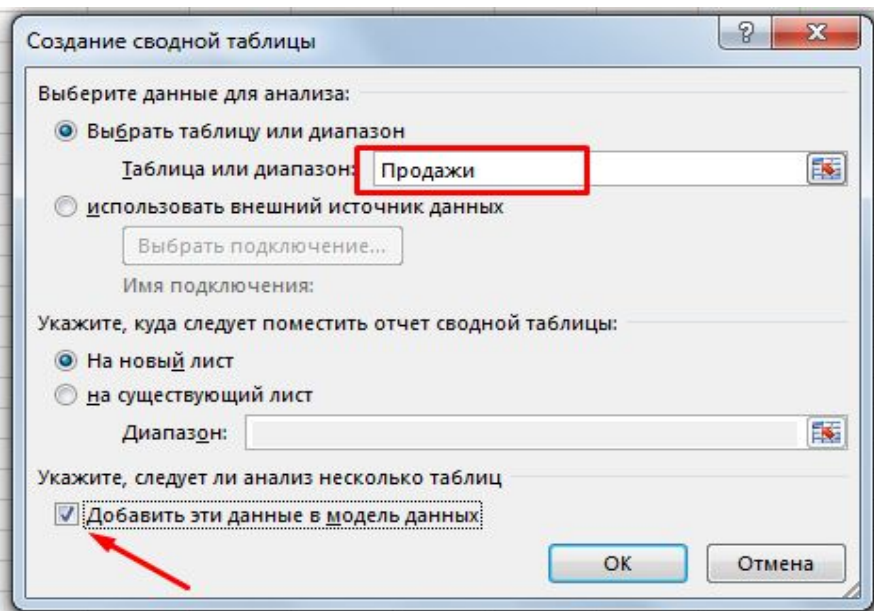 Создание сводной таблицы
Выберите данные для анализа:
Выбрать таблицу или диапазон
Таблица или диапазон: Продажи
использовать внешний источник данных
Выбрать подключение...
Имя подключения:
Укажите, куда следует поместить отчет сводной таблицы:
На новый лист
на существующий лист
Диапазон:
Укажите, следует ли анализ несколько таблиц
Добавить эти данные в модель данных
ОК Отмена